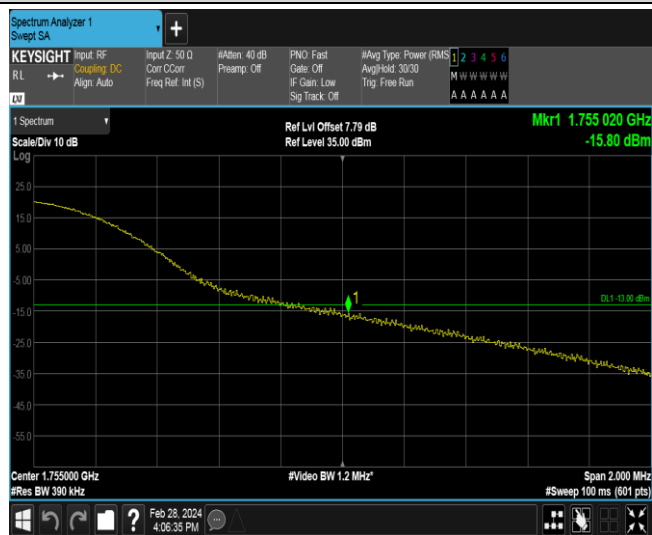 Spectrum Analyzer 1
Swept SA
KEYSIGHT Input: RF Input Z: 50 Ω #Atten: 40 dB PNO: Fast #Avg Type: Power (RMS 1 2 3 4 5 6
RL Coupling: DC Corr CCorr Preamp: Off Gate: Off Avg|Hold: 30/30 M W W W W W
Align: Auto Freq Ref: Int (S) IF Gain: Low Trig: Free Run
LXI Sig Track: Off A A A A A A
1 Spectrum Ref Lvl Offset 7.79 dB Mkr1 1.755 020 GHz
Scale/Div 10 dB Ref Level 35.00 dBm -15.80 dBm
Log
25.0
15.0
5.00
-5.00
1
DL1 -13.00 dBm
-15.0
-25.0
-35.0
-45.0
-55.0
Center 1.755000 GHz #Video BW 1.2 MHz* Span 2.000 MHz
#Res BW 390 kHz #Sweep 100 ms (601 pts)
? Feb 28, 2024
4:06:35 PM